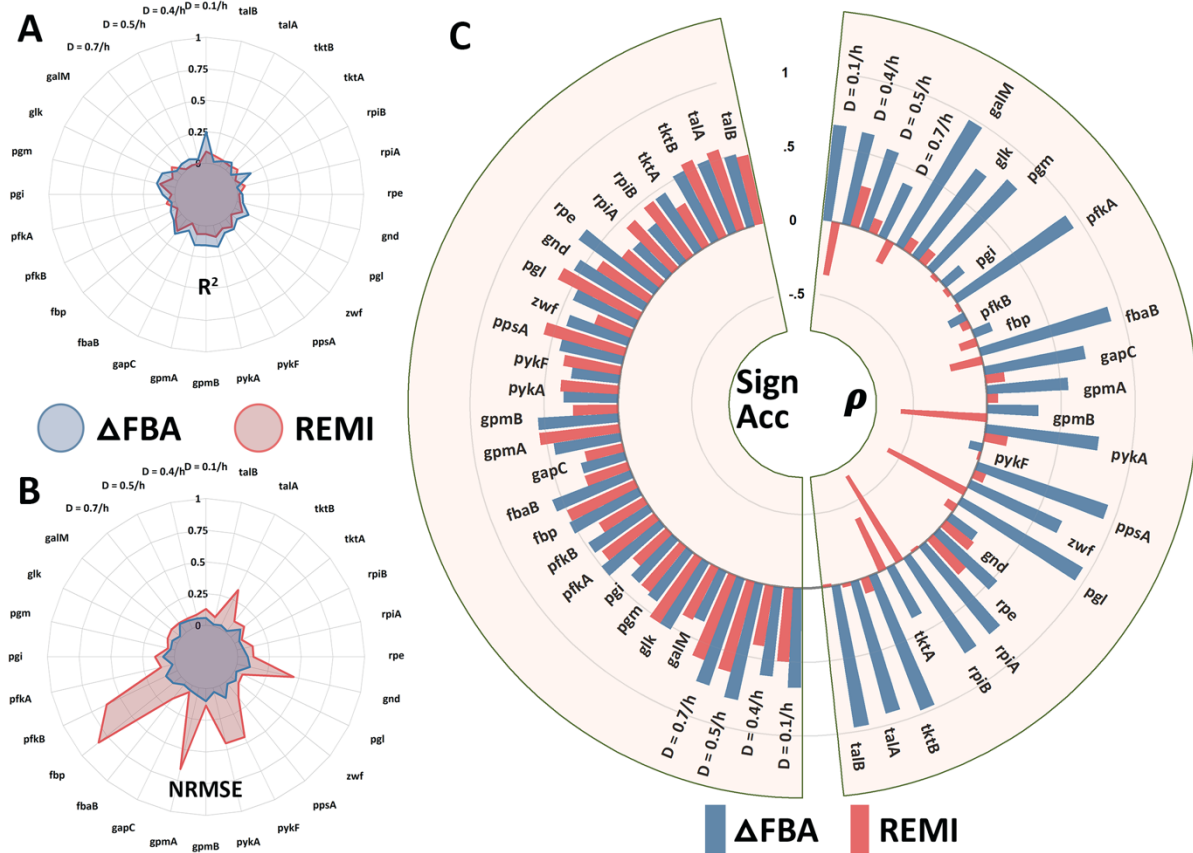 A
D = 0.4/h
D = 0.1/h
D = 0.5/h
talB
D = 0.7/h
talA
galM
tktB
glk
tktA
pgm
rpiB
pgi
rpiA
pfkA
rpe
pfkB
gnd
fbp
pgl
fbaB
zwf
gapC
ppsA
gpmA
pykF
gpmB
pykA
1
0.75
0.5
0.25
0
R²
ΔFBA
REMI
B
D = 0.4/h
D = 0.1/h
D = 0.5/h
talB
D = 0.7/h
talA
galM
tktB
glk
tktA
pgm
rpiB
pgi
rpiA
pfkA
rpe
pfkB
gnd
fbp
pgl
fbaB
zwf
gapC
ppsA
gpmA
pykF
gpmB
pykA
1
0.75
0.5
0.25
0
NRMSE
C
1
.5
0
-.5
Sign
Acc
ρ
talB
talA
tktB
tktA
rpiB
rpiA
rpe
gnd
pgl
zwf
ppsA
pykF
pykA
gpmB
gpmA
gapC
fbaB
fbp
pfkB
pfkA
pgi
pgm
glk
galM
D = 0.7/h
D = 0.5/h
D = 0.4/h
D = 0.1/h
D = 0.1/h
D = 0.4/h
D = 0.5/h
D = 0.7/h
galM
glk
pgm
pfkA
pgi
pfkB
fbp
fbaB
gapC
gpmA
gpmB
pykA
pykF
ppsA
zwf
pgl
gnd
rpe
rpiA
rpiB
tktA
tktB
talA
talB
ΔFBA
REMI